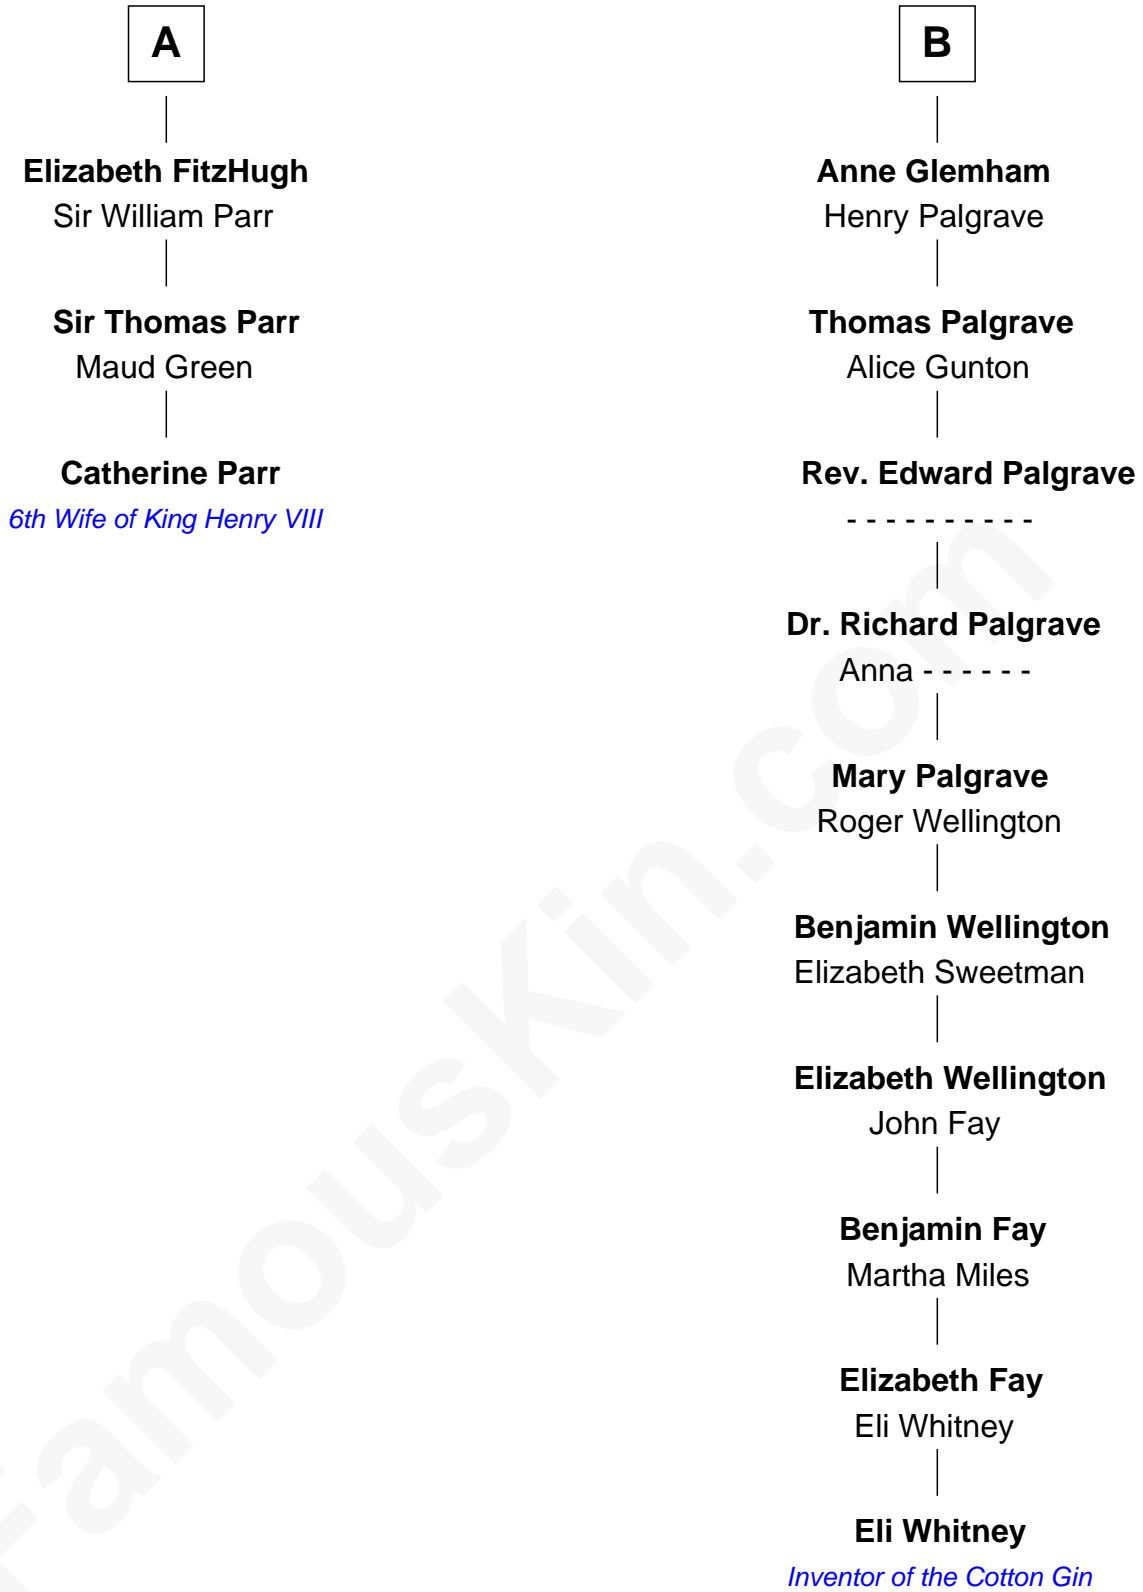 A
Elizabeth FitzHugh
Sir William Parr
Sir Thomas Parr
Maud Green
Catherine Parr
6th Wife of King Henry VIII
B
Anne Glemham
Henry Palgrave
Thomas Palgrave
Alice Gunton
Rev. Edward Palgrave
- - - - - - - - - -
Dr. Richard Palgrave
Anna - - - - - -
Mary Palgrave
Roger Wellington
Benjamin Wellington
Elizabeth Sweetman
Elizabeth Wellington
John Fay
Benjamin Fay
Martha Miles
Elizabeth Fay
Eli Whitney
Eli Whitney
Inventor of the Cotton Gin
FamousKin.com